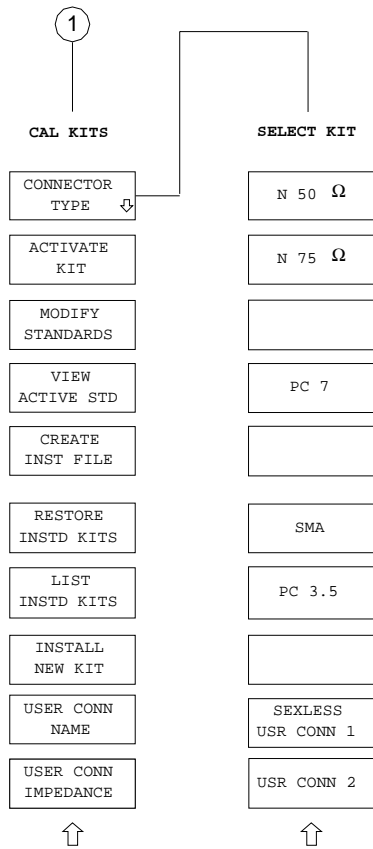 1
CAL KITS
CONNECTOR
TYPE
ACTIVATE
KIT
MODIFY
STANDARDS
VIEW
ACTIVE STD
CREATE
INST FILE
RESTORE
INSTD KITS
LIST
INSTD KITS
INSTALL
NEW KIT
USER CONN
NAME
USER CONN
IMPEDANCE
SELECT KIT
N 50 Ω
N 75 Ω
PC 7
SMA
PC 3.5
SEXLESS
USR CONN 1
USR CONN 2